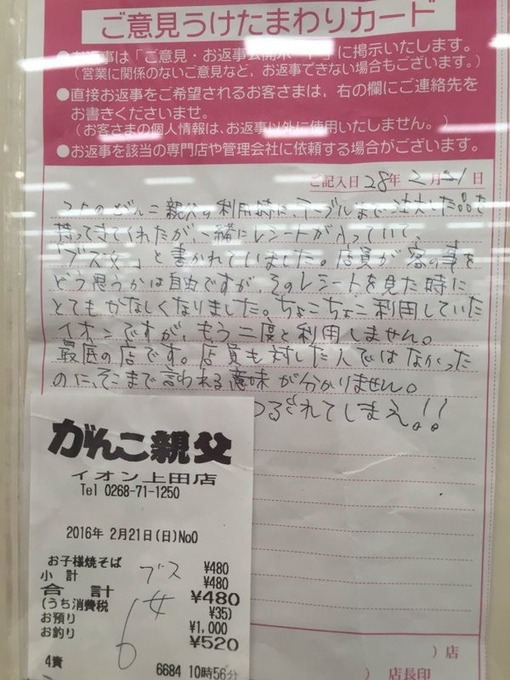 ご意見うけたまわりカード
●お返事は「ご意見・お返事公開ボード」に掲示いたします。
（営業に関係のないご意見など、お返事できない場合もございます。）
●直接お返事をご希望されるお客さまは、右の欄にご連絡先を
お書きくださいませ。
（お客さまの個人情報は、お返事以外に使用いたしません。）
●お返事を該当の専門店や管理会社に依頼する場合がございます。
ご記入日 28年 2月 21日
のがんこ親父の利用時に、テーブルまで注文した品を
持ってきてくれたが、一緒にレシートが入っていて、
「ブス女」と書かれていました。店員が客の事を
どう思うかは自由ですが、そのレシートを見た時に
とてもかなしくなりました。ちょこちょこ利用していた
イオンですが、もう二度と利用しません。
最底の店です。店員も対した人ではなかった
のに、そこまで言われる意味が分かりません。
つぶれてしまえ!!
がんこ親父
イオン上田店
Tel 0268-71-1250
2016年 2月21日(日)No0
お子様焼そば ¥480
小 計 ¥480
合 計 ¥480
(うち消費税 ¥35)
お預り ¥1,000
お釣り ¥520
ブス
女
6
4責 6684 10時56分
）店
）店長印